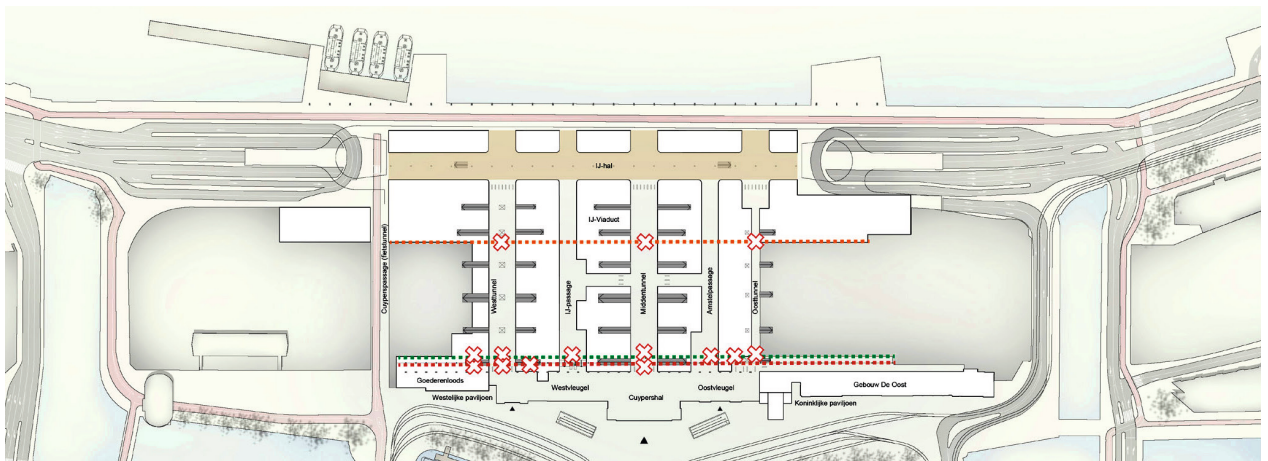 IJ-hal
IJ-Viaduct
Cuyperspassage (fietstunnel)
Westtunnel
IJ-passage
Middentunnel
Amstelpassage
Oosttunnel
Goederenloods
Westvleugel
Oostvleugel
Gebouw De Oost
Westelijke paviljoen
Cuypershal
Koninklijke paviljoen